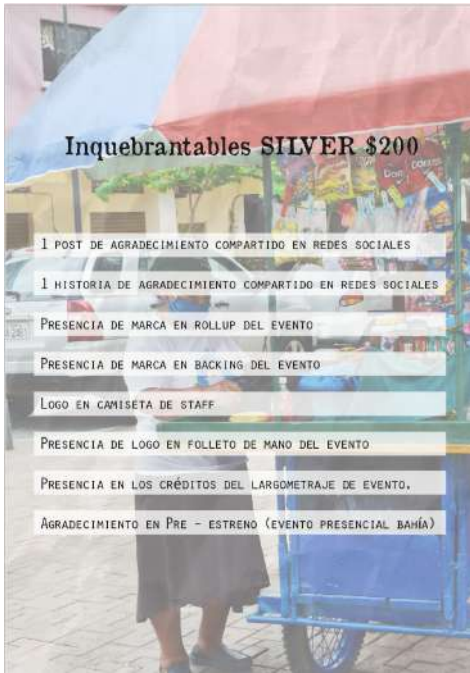 Inquebrantables SILVER $200
1 POST DE AGRADECIMIENTO COMPARTIDO EN REDES SOCIALES
1 HISTORIA DE AGRADECIMIENTO COMPARTIDO EN REDES SOCIALES
PRESENCIA DE MARCA EN ROLLUP DEL EVENTO
PRESENCIA DE MARCA EN BACKING DEL EVENTO
LOGO EN CAMISETA DE STAFF
PRESENCIA DE LOGO EN FOLLETO DE MANO DEL EVENTO
PRESENCIA EN LOS CRÉDITOS DEL LARGOMETRAJE DE EVENTO.
AGRADECIMIENTO EN PRE - ESTRENO (EVENTO PRESENCIAL BAHÍA)